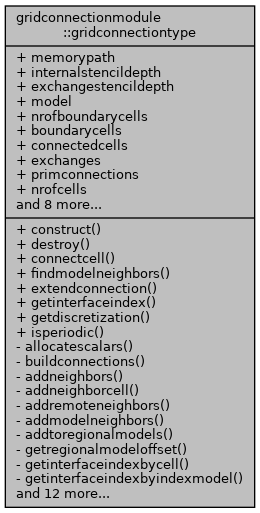 gridconnectionmodule
::gridconnectiontype
+ memorypath
+ internalstencildepth
+ exchangestencildepth
+ model
+ nrofboundarycells
+ boundarycells
+ connectedcells
+ exchanges
+ primconnections
+ nrofcells
and 8 more...
+ construct()
+ destroy()
+ connectcell()
+ findmodelneighbors()
+ extendconnection()
+ getinterfaceindex()
+ getdiscretization()
+ isperiodic()
- allocatescalars()
- buildconnections()
- addneighbors()
- addneighborcell()
- addremoteneighbors()
- addmodelneighbors()
- addtoregionalmodels()
- getregionalmodeloffset()
- getinterfaceindexbycell()
- getinterfaceindexbyindexmodel()
and 12 more...